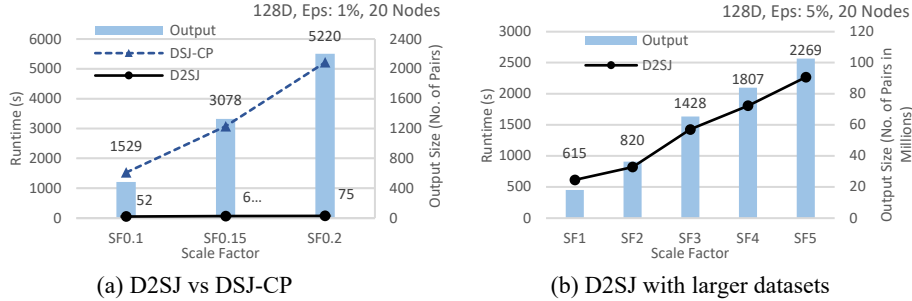 128D, Eps: 1%, 20 Nodes
Output
DSJ-CP
D2SJ
Runtime (s)
6000
5000
4000
3000
2000
1000
0
1529
3078
5220
52
6...
75
2400
2000
1600
1200
800
400
0
Output Size (No. of Pairs)
SF0.1 SF0.15 SF0.2
Scale Factor
(a) D2SJ vs DSJ-CP
128D, Eps: 5%, 20 Nodes
Output
D2SJ
Runtime (s)
3000
2500
2000
1500
1000
500
0
615
820
1428
1807
2269
120
100
80
60
40
20
0
Output Size (No. of Pairs in
Millions)
SF1 SF2 SF3 SF4 SF5
Scale Factor
(b) D2SJ with larger datasets